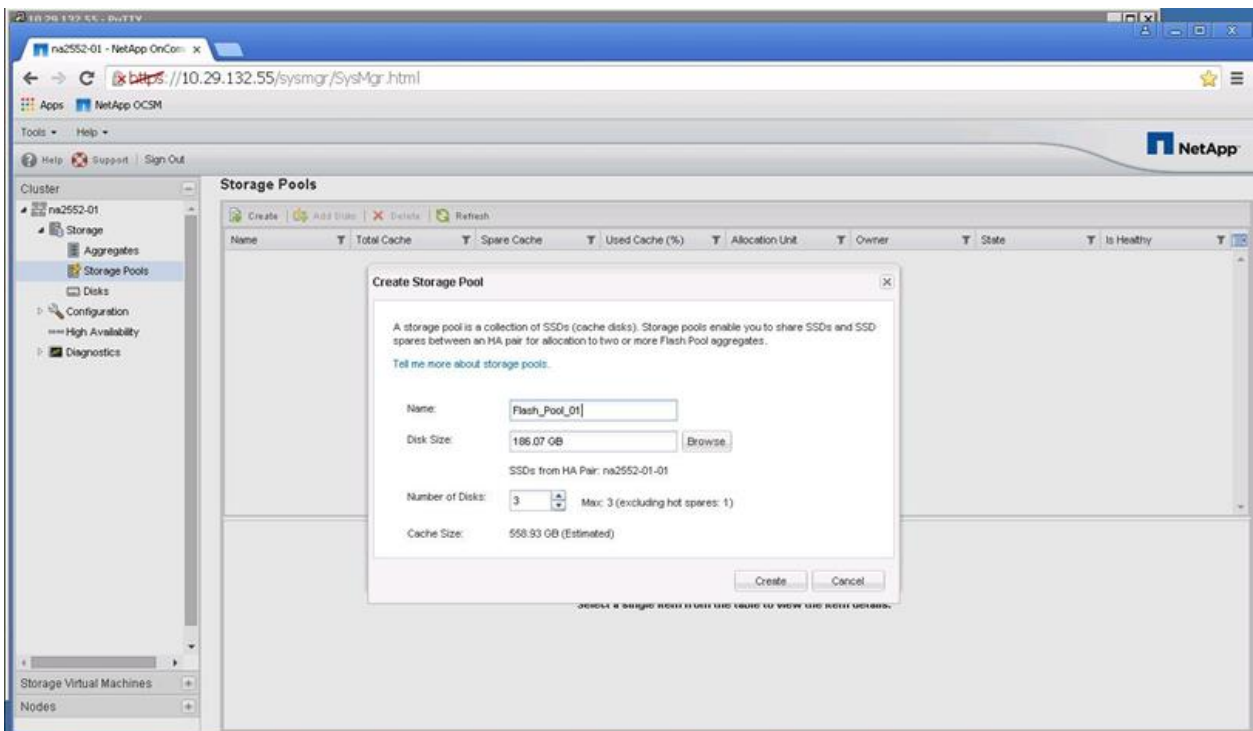 10.29.132.55 - PuTTY
na2552-01 - NetApp OnCom
https://10.29.132.55/sysmgr/SysMgr.html
Apps NetApp OCSM
Tools Help
Help Support Sign Out
NetApp
Cluster
na2552-01
Storage
Aggregates
Storage Pools
Disks
Configuration
High Availability
Diagnostics
Storage Virtual Machines
Nodes
Storage Pools
Create Add Disks Delete Refresh
Name Total Cache Spare Cache Used Cache (%) Allocation Unit Owner State Is Healthy
Create Storage Pool
A storage pool is a collection of SSDs (cache disks). Storage pools enable you to share SSDs and SSD
spares between an HA pair for allocation to two or more Flash Pool aggregates.
Tell me more about storage pools.
Name: Flash_Pool_01
Disk Size: 186.07 GB Browse
SSDs from HA Pair: na2552-01-01
Number of Disks: 3 Max: 3 (excluding hot spares: 1)
Cache Size: 558.93 GB (Estimated)
Create Cancel
Select a single item from the table to view the item details.